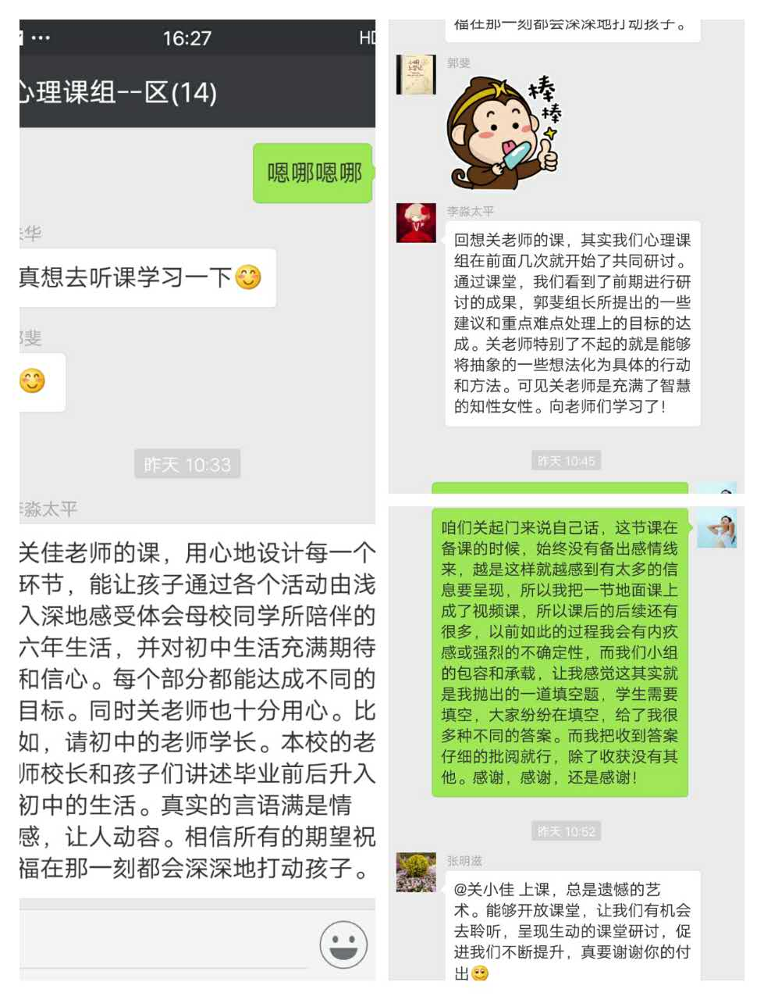 16:27
HD
心理课组--区(14)
嗯哪嗯哪
华
真想去听课学习一下
斐
昨天 10:33
李淼太平
关佳老师的课，用心地设计每一个
环节，能让孩子通过各个活动由浅
入深地感受体会母校同学所陪伴的
六年生活，并对初中生活充满期待
和信心。每个部分都能达成不同的
目标。同时关老师也十分用心。比
如，请初中的老师学长。本校的老
师校长和孩子们讲述毕业前后升入
初中的生活。真实的言语满是情
感，让人动容。相信所有的期望祝
福在那一刻都会深深地打动孩子。
福在那一刻都会深深地打动孩子。
郭斐
棒
棒
李淼太平
回想关老师的课，其实我们心理课
组在前面几次就开始了共同研讨。
通过课堂，我们看到了前期进行研
讨的成果，郭斐组长所提出的一些
建议和重点难点处理上的目标的达
成。关老师特别了不起的就是能够
将抽象的一些想法化为具体的行动
和方法。可见关老师是充满了智慧
的知性女性。向老师们学习了！
昨天 10:45
咱们关起门来说自己话，这节课在
备课的时候，始终没有备出感情线
来，越是这样就越感到有太多的信
息要呈现，所以我把一节地面课上
成了视频课，所以课后的后续还有
很多，以前如此的过程我会有内疚
感或强烈的不确定性，而我们小组
的包容和承载，让我感觉这其实就
是我抛出的一道填空题，学生需要
填空，大家纷纷在填空，给了我很
多种不同的答案。而我把收到答案
仔细的批阅就行，除了收获没有其
他。感谢，感谢，还是感谢！
昨天 10:52
张明滋
@关小佳 上课，总是遗憾的艺
术。能够开放课堂，让我们有机会
去聆听，呈现生动的课堂研讨，促
进我们不断提升，真要谢谢你的付
出